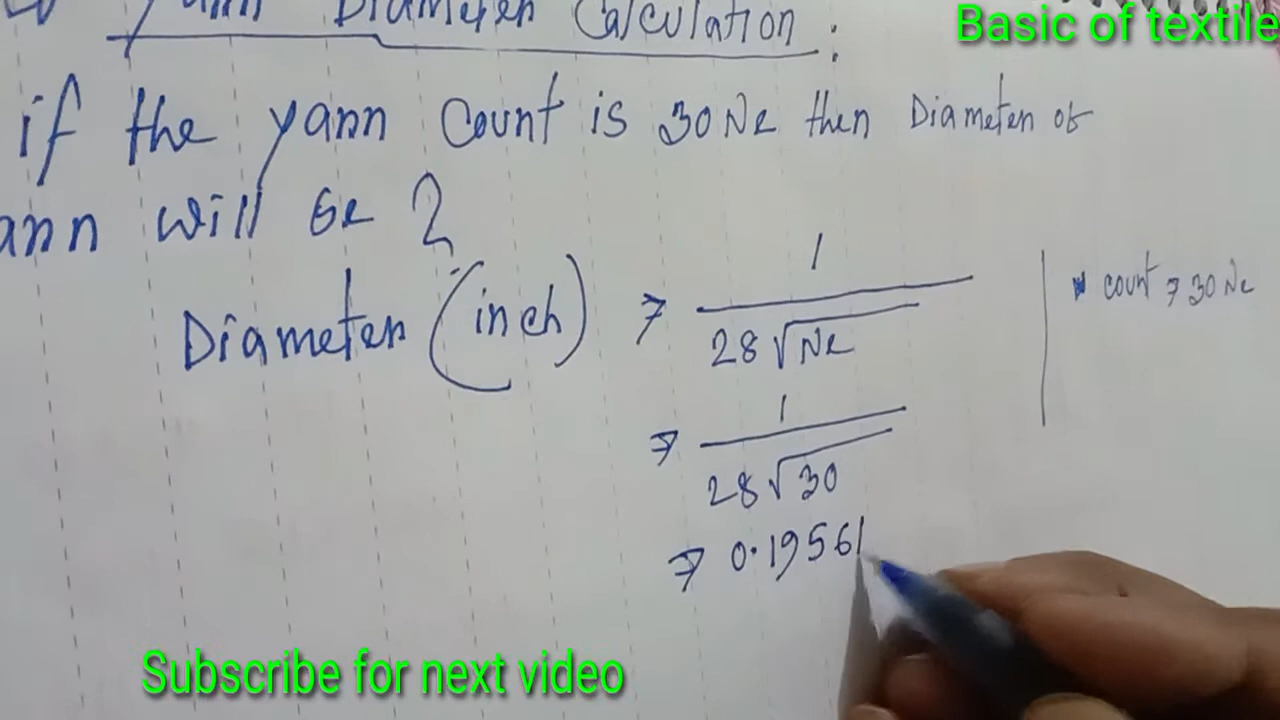 Basic of textile
yarn Diameter Calculation :
if the yarn count is 30 Ne then Diameter of
will be ?
Diameter (inch) ⇒ 1 / 28√Ne
count ⇒ 30 Ne
⇒ 1 / 28√30
⇒ 0.19561
Subscribe for next video